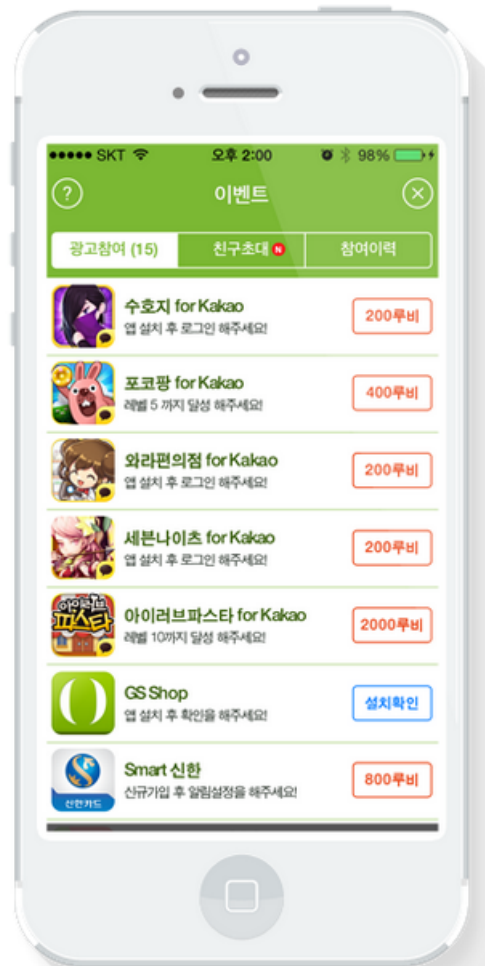 SKT 오후 2:00 98%
? 이벤트
광고참여 (15) 친구초대 N 참여이력
수호지 for Kakao
앱 설치 후 로그인 해주세요! 200루비
포코팡 for Kakao
레벨 5 까지 달성 해주세요! 400루비
와라편의점 for Kakao
앱 설치 후 로그인 해주세요! 200루비
세븐나이츠 for Kakao
앱 설치 후 로그인 해주세요! 200루비
아이러브
파스타
아이러브파스타 for Kakao
레벨 10까지 달성 해주세요! 2000루비
GS Shop
앱 설치 후 확인을 해주세요! 설치확인
신한카드
Smart 신한
신규가입 후 알림설정을 해주세요! 800루비